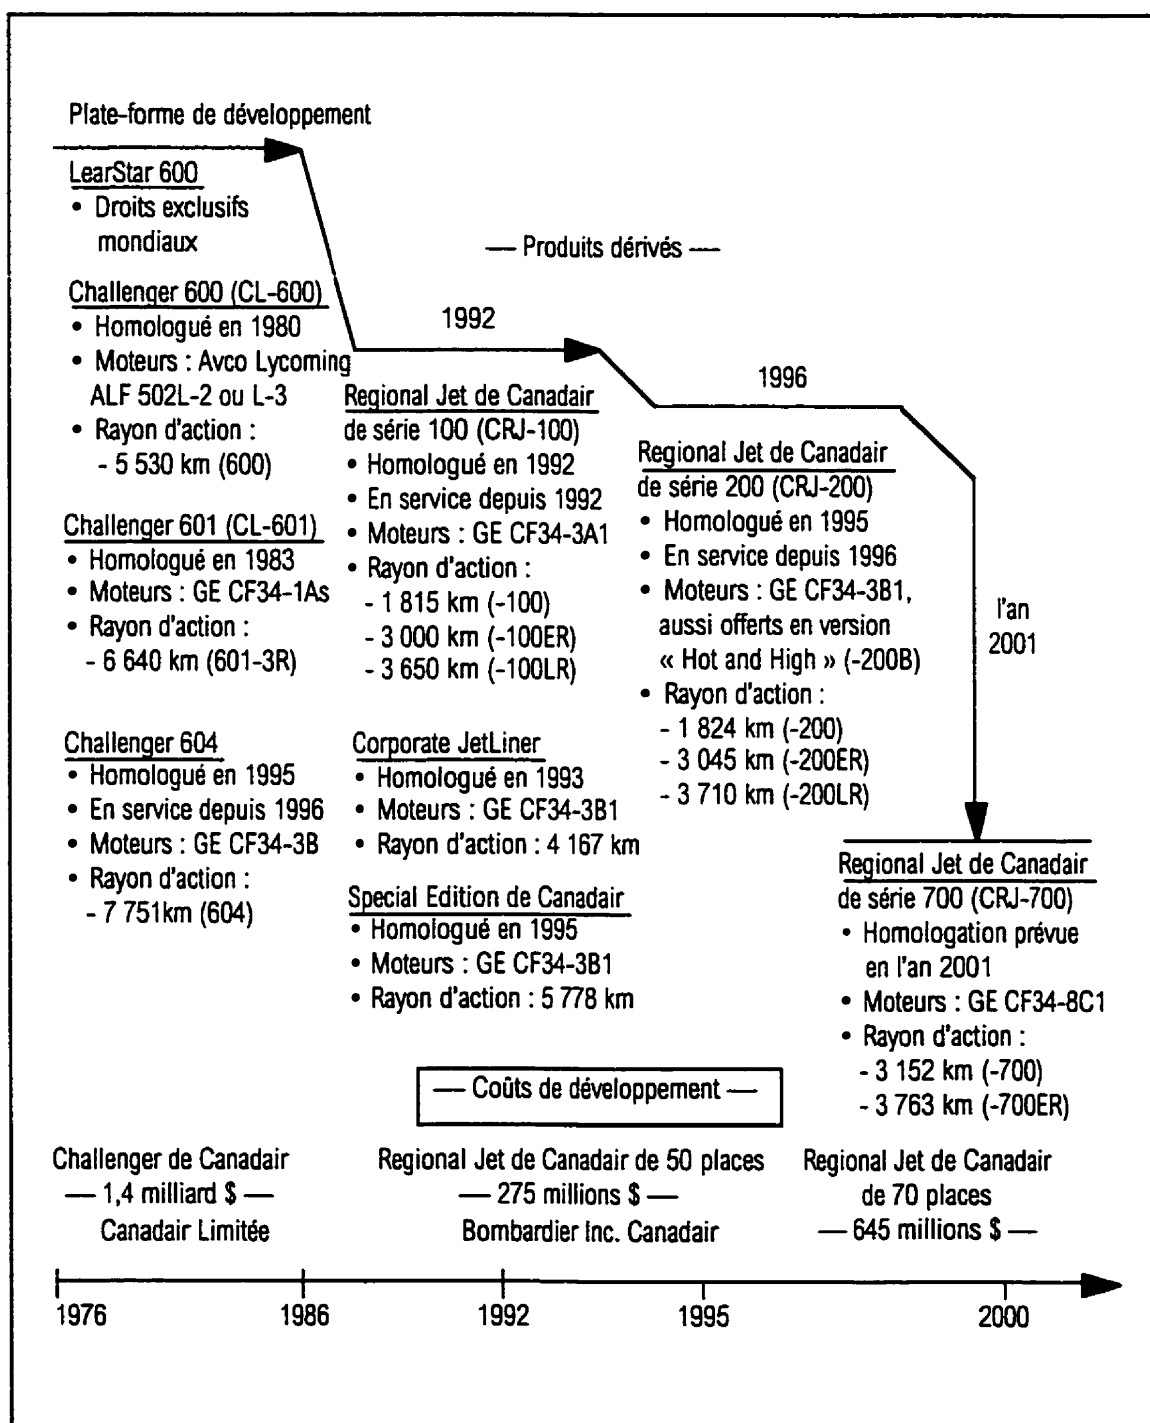 Plate-forme de développement
LearStar 600
• Droits exclusifs
mondiaux
Challenger 600 (CL-600)
• Homologué en 1980
• Moteurs : Avco Lycoming
ALF 502L-2 ou L-3
• Rayon d'action :
- 5 530 km (600)
Challenger 601 (CL-601)
• Homologué en 1983
• Moteurs : GE CF34-1As
• Rayon d'action :
- 6 640 km (601-3R)
Challenger 604
• Homologué en 1995
• En service depuis 1996
• Moteurs : GE CF34-3B
• Rayon d'action :
- 7 751km (604)
— Produits dérivés —
1992
Regional Jet de Canadair
de série 100 (CRJ-100)
• Homologué en 1992
• En service depuis 1992
• Moteurs : GE CF34-3A1
• Rayon d'action :
- 1 815 km (-100)
- 3 000 km (-100ER)
- 3 650 km (-100LR)
Corporate JetLiner
• Homologué en 1993
• Moteurs : GE CF34-3B1
• Rayon d'action : 4 167 km
Special Edition de Canadair
• Homologué en 1995
• Moteurs : GE CF34-3B1
• Rayon d'action : 5 778 km
1996
Regional Jet de Canadair
de série 200 (CRJ-200)
• Homologué en 1995
• En service depuis 1996
• Moteurs : GE CF34-3B1,
aussi offerts en version
« Hot and High » (-200B)
• Rayon d'action :
- 1 824 km (-200)
- 3 045 km (-200ER)
- 3 710 km (-200LR)
l'an
2001
Regional Jet de Canadair
de série 700 (CRJ-700)
• Homologation prévue
en l'an 2001
• Moteurs : GE CF34-8C1
• Rayon d'action :
- 3 152 km (-700)
- 3 763 km (-700ER)
— Coûts de développement —
Challenger de Canadair
— 1,4 milliard $ —
Canadair Limitée
Regional Jet de Canadair de 50 places
— 275 millions $ —
Bombardier Inc. Canadair
Regional Jet de Canadair
de 70 places
— 645 millions $ —
1976
1986
1992
1995
2000